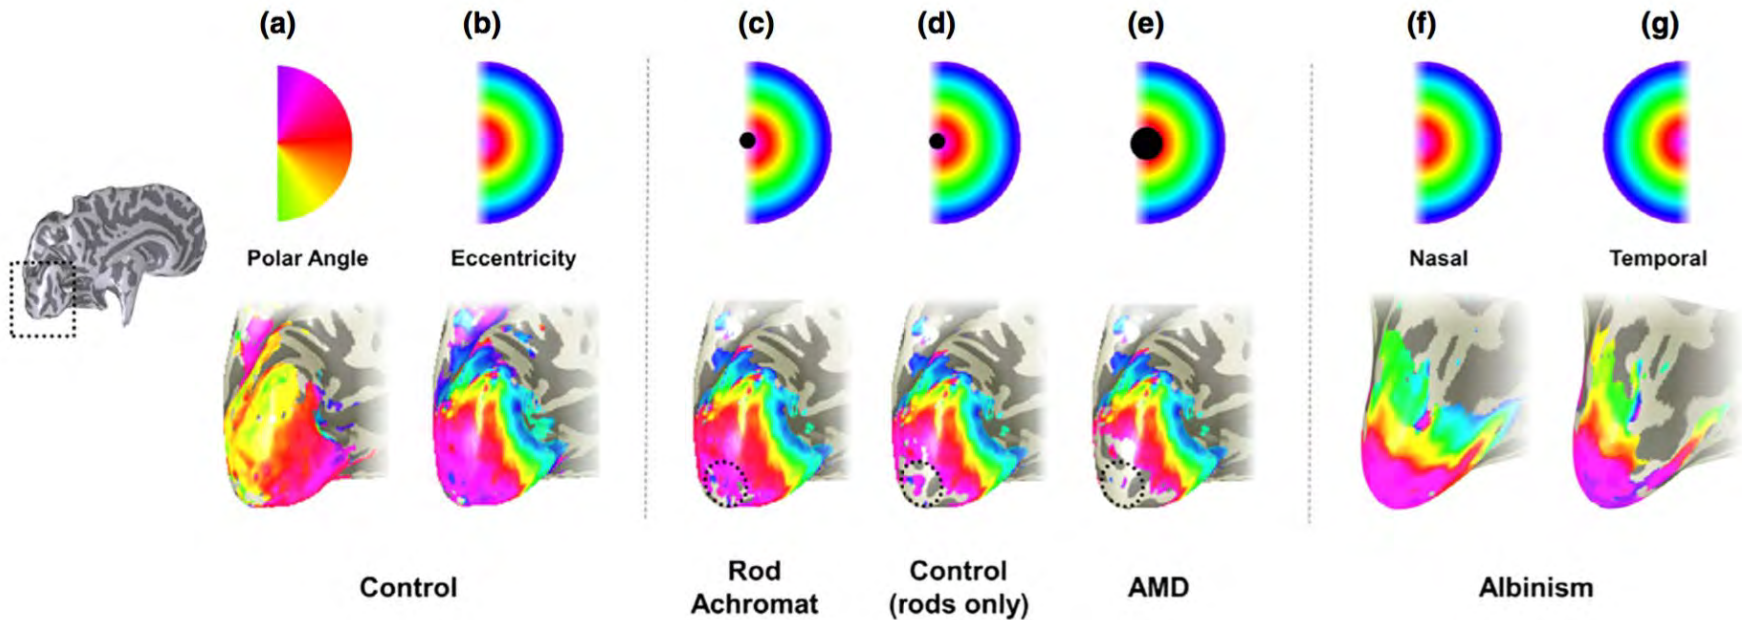 (a) (b) (c) (d) (e) (f) (g)
Polar Angle Eccentricity Nasal Temporal
Control
Rod
Achromat
Control
(rods only)
AMD
Albinism